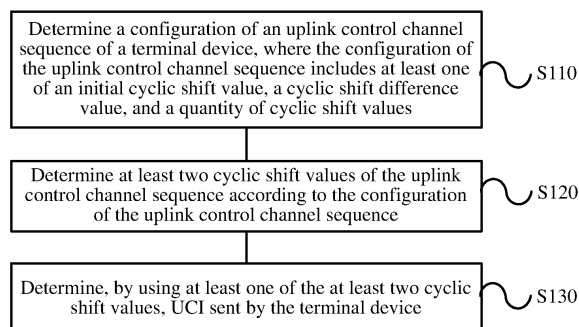 Determine a configuration of an uplink control channel
sequence of a terminal device, where the configuration of
the uplink control channel sequence includes at least one
of an initial cyclic shift value, a cyclic shift difference
value, and a quantity of cyclic shift values
S110
Determine at least two cyclic shift values of the uplink
control channel sequence according to the configuration
of the uplink control channel sequence
S120
Determine, by using at least one of the at least two cyclic
shift values, UCI sent by the terminal device
S130